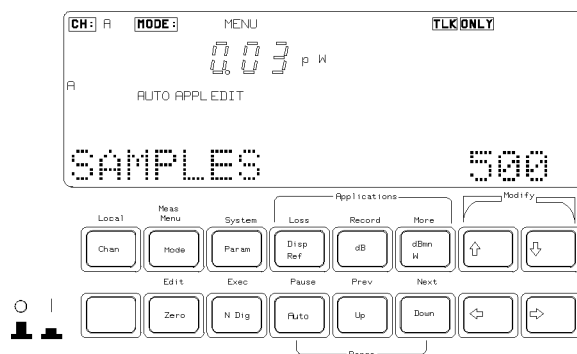 CH: A MODE: MENU TLK ONLY
0.03 p W
A
AUTO APPL EDIT
SAMPLES 500
Applications Modify
Local Meas Menu System Loss Record More
Chan Mode Param Disp Ref dB dBm W
Edit Exec Pause Prev Next
Zero N Dig Auto Up Down
Range